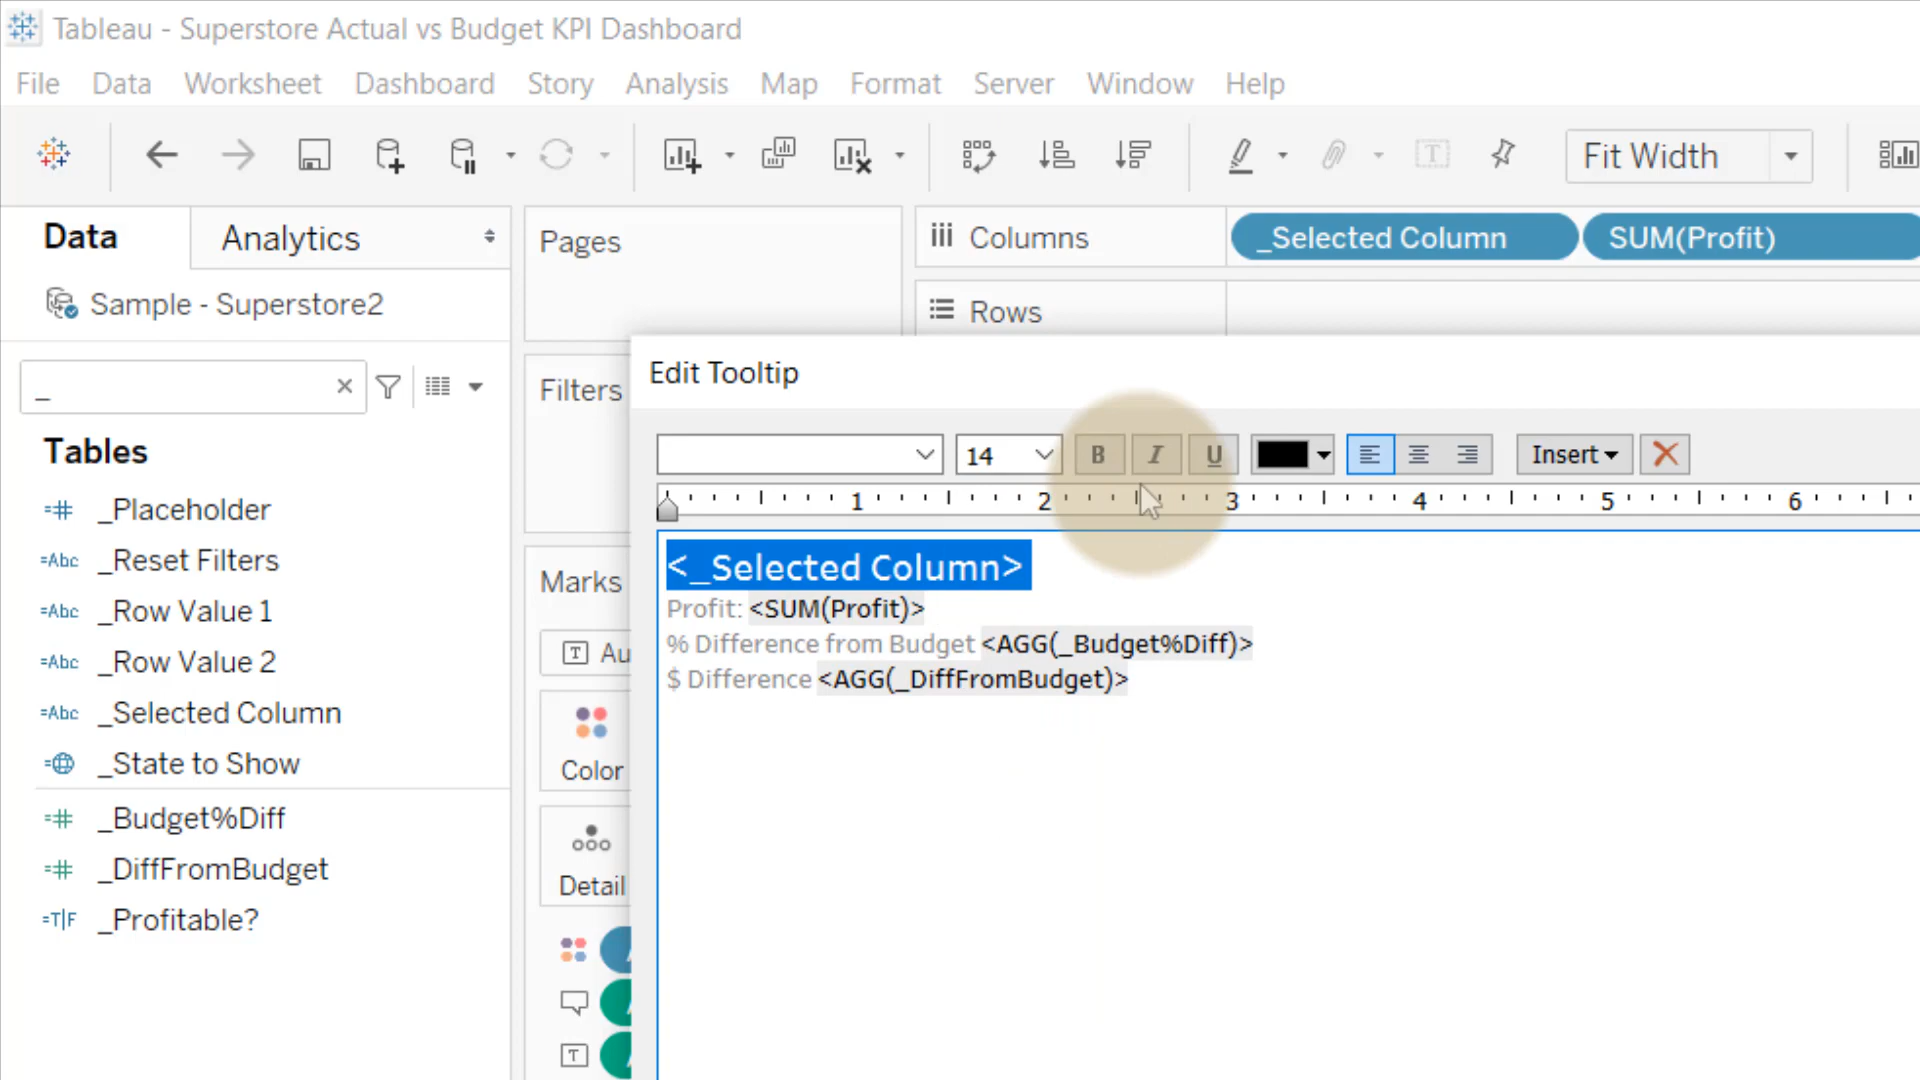 Tableau - Superstore Actual vs Budget KPI Dashboard
File Data Worksheet Dashboard Story Analysis Map Format Server Window Help
Fit Width
Data Analytics
Pages
Columns _Selected Column SUM(Profit)
Sample - Superstore2
Rows
_
Filters
Edit Tooltip
14 B I U Insert
1 2 3 4 5 6
Tables
_Placeholder
Abc _Reset Filters
Abc _Row Value 1
Abc _Row Value 2
Abc _Selected Column
_State to Show
_Budget%Diff
_DiffFromBudget
T|F _Profitable?
Marks
T Au
Color
Detail
T
<_Selected Column>
Profit: <SUM(Profit)>
% Difference from Budget <AGG(_Budget%Diff)>
$ Difference <AGG(_DiffFromBudget)>